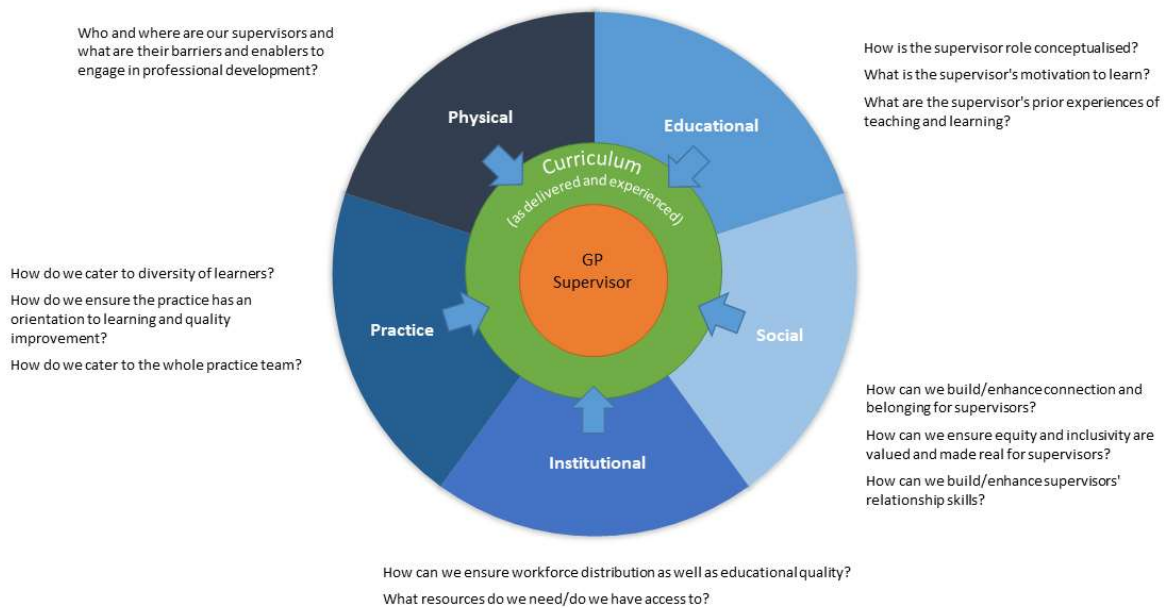 Who and where are our supervisors and
what are their barriers and enablers to
engage in professional development?
How is the supervisor role conceptualised?
What is the supervisor's motivation to learn?
What are the supervisor's prior experiences of
teaching and learning?
Physical
Educational
Curriculum
(as delivered and experienced)
GP
Supervisor
How do we cater to diversity of learners?
How do we ensure the practice has an
orientation to learning and quality
improvement?
How do we cater to the whole practice team?
Practice
Social
How can we build/enhance connection and
belonging for supervisors?
How can we ensure equity and inclusivity are
valued and made real for supervisors?
How can we build/enhance supervisors'
relationship skills?
Institutional
How can we ensure workforce distribution as well as educational quality?
What resources do we need/do we have access to?